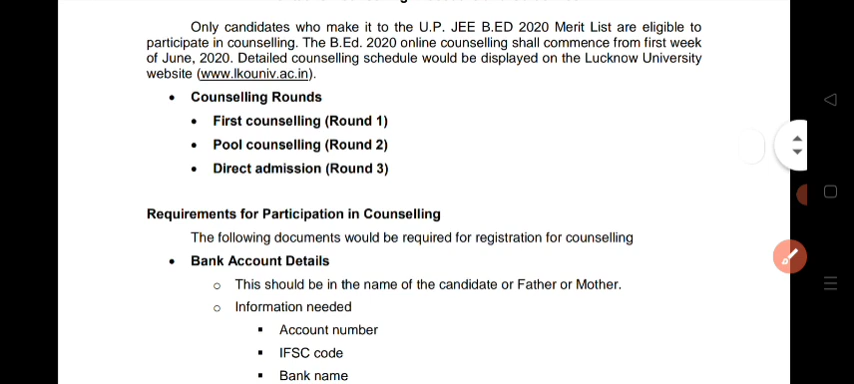 Only candidates who make it to the U.P. JEE B.ED 2020 Merit List are eligible to
participate in counselling. The B.Ed. 2020 online counselling shall commence from first week
of June, 2020. Detailed counselling schedule would be displayed on the Lucknow University
website (www.lkouniv.ac.in).
• Counselling Rounds
• First counselling (Round 1)
• Pool counselling (Round 2)
• Direct admission (Round 3)
Requirements for Participation in Counselling
The following documents would be required for registration for counselling
• Bank Account Details
o This should be in the name of the candidate or Father or Mother.
o Information needed
▪ Account number
▪ IFSC code
▪ Bank name